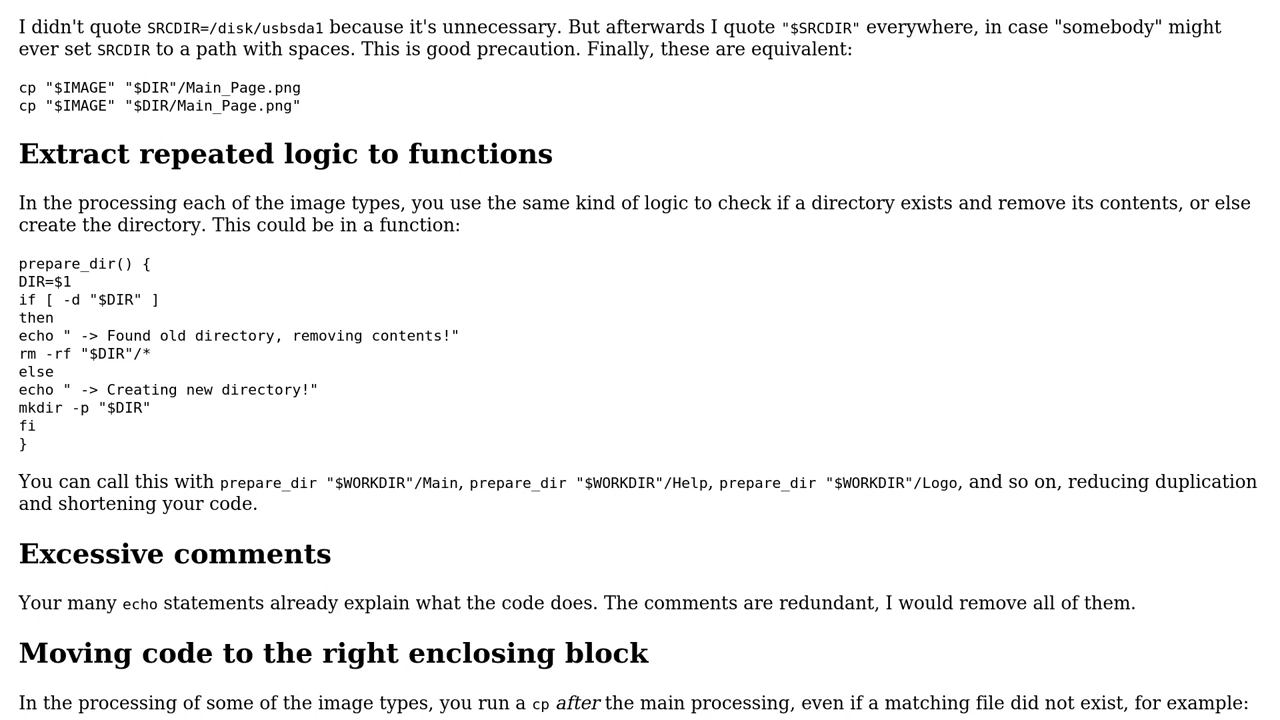 I didn't quote SRCDIR=/disk/usbsda1 because it's unnecessary. But afterwards I quote "$SRCDIR" everywhere, in case "somebody" might
ever set SRCDIR to a path with spaces. This is good precaution. Finally, these are equivalent:
cp "$IMAGE" "$DIR"/Main_Page.png
cp "$IMAGE" "$DIR/Main_Page.png"
Extract repeated logic to functions
In the processing each of the image types, you use the same kind of logic to check if a directory exists and remove its contents, or else
create the directory. This could be in a function:
prepare_dir() {
DIR=$1
if [ -d "$DIR" ]
then
echo " -> Found old directory, removing contents!"
rm -rf "$DIR"/*
else
echo " -> Creating new directory!"
mkdir -p "$DIR"
fi
}
You can call this with prepare_dir "$WORKDIR"/Main, prepare_dir "$WORKDIR"/Help, prepare_dir "$WORKDIR"/Logo, and so on, reducing duplication
and shortening your code.
Excessive comments
Your many echo statements already explain what the code does. The comments are redundant, I would remove all of them.
Moving code to the right enclosing block
In the processing of some of the image types, you run a cp after the main processing, even if a matching file did not exist, for example: